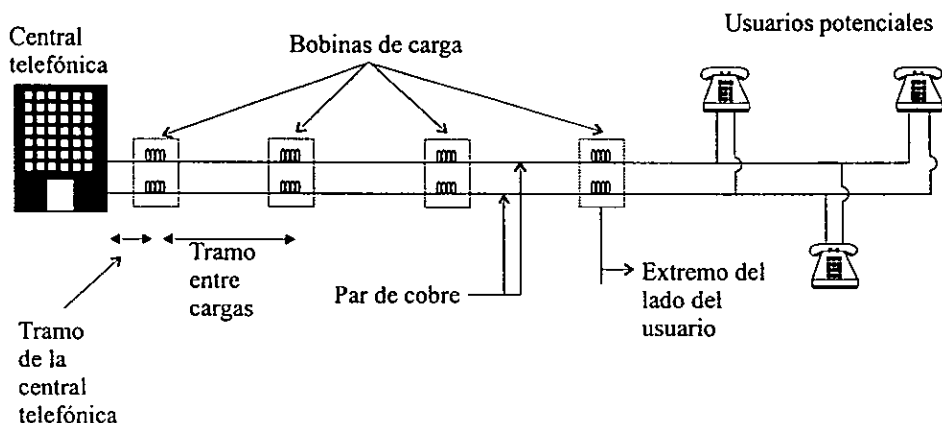 Usuarios potenciales
Central
telefónica
Bobinas de carga
Tramo
entre
cargas
Par de cobre
Extremo del
lado del
usuario
Tramo
de la
central
telefónica